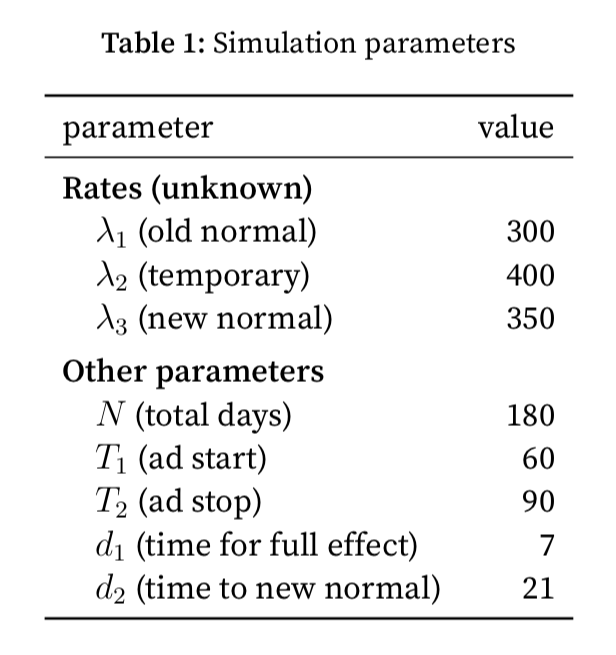 Table 1: Simulation parameters
parameter value
Rates (unknown)
λ₁ (old normal) 300
λ₂ (temporary) 400
λ₃ (new normal) 350
Other parameters
N (total days) 180
T₁ (ad start) 60
T₂ (ad stop) 90
d₁ (time for full effect) 7
d₂ (time to new normal) 21